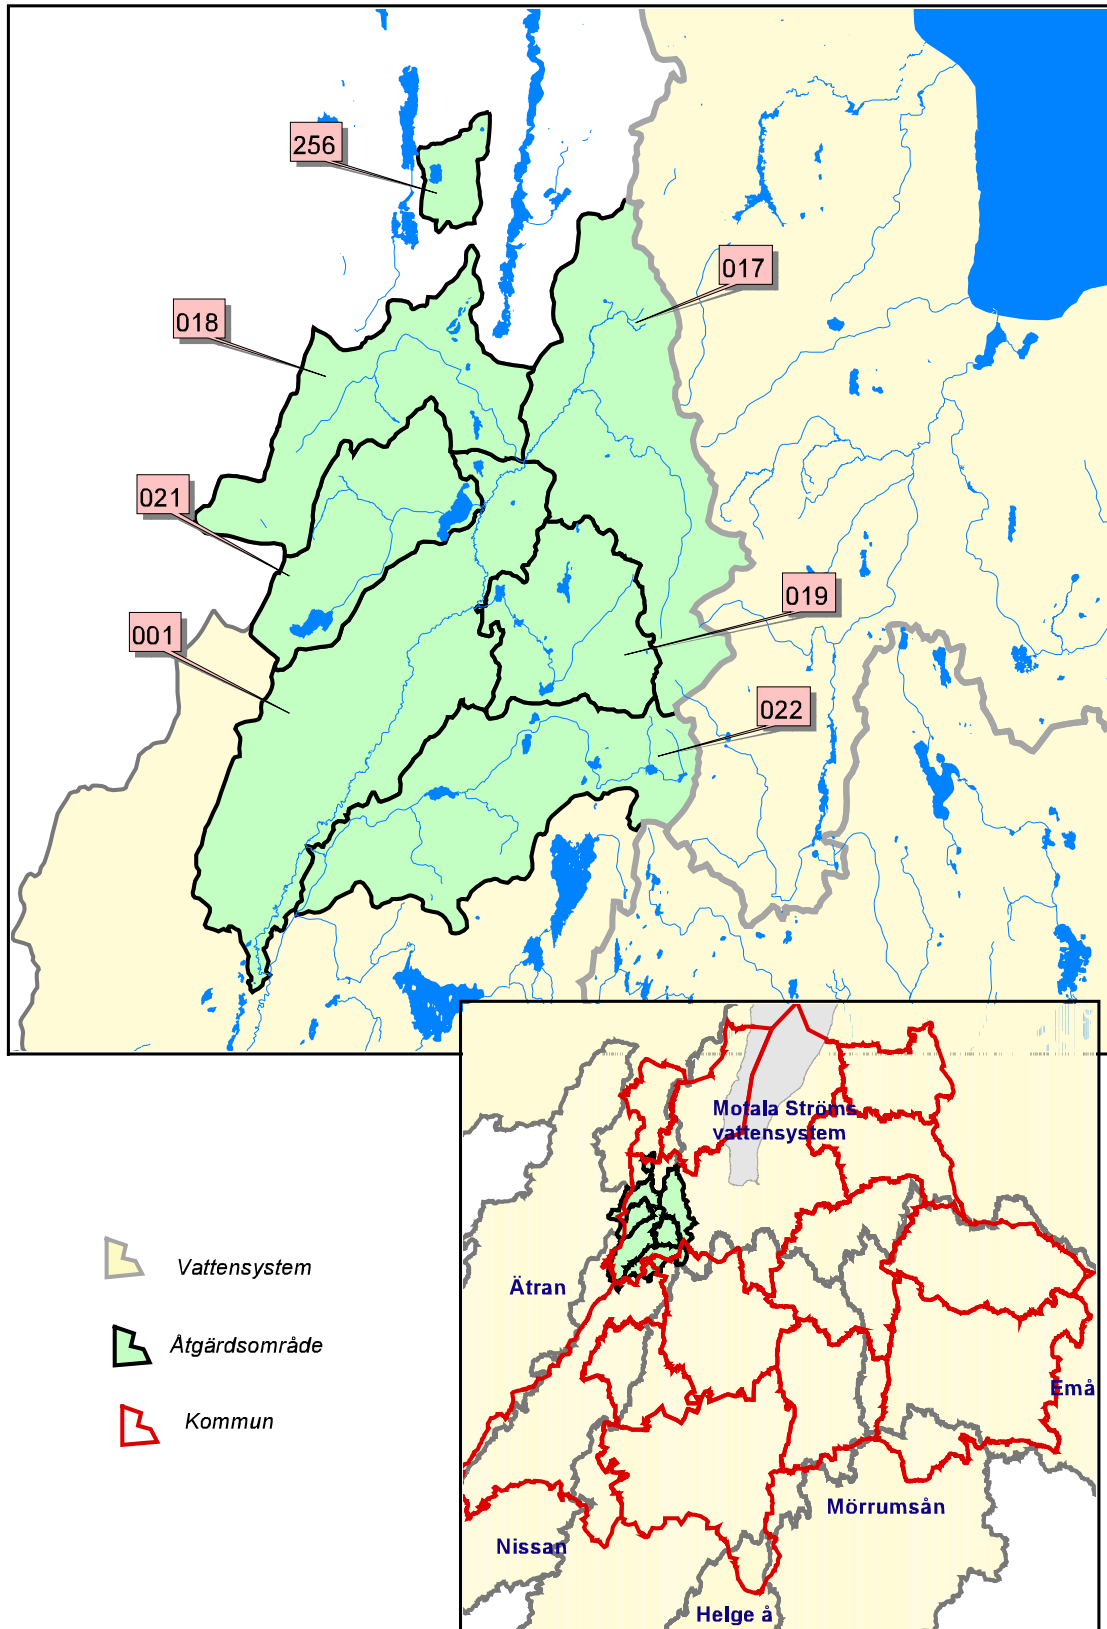 256
017
018
021
019
001
022
Motala Ströms
vattensystem
Vattensystem
Ätran
Åtgärdsområde
Emå
Kommun
Mörrumsån
Nissan
Helge å